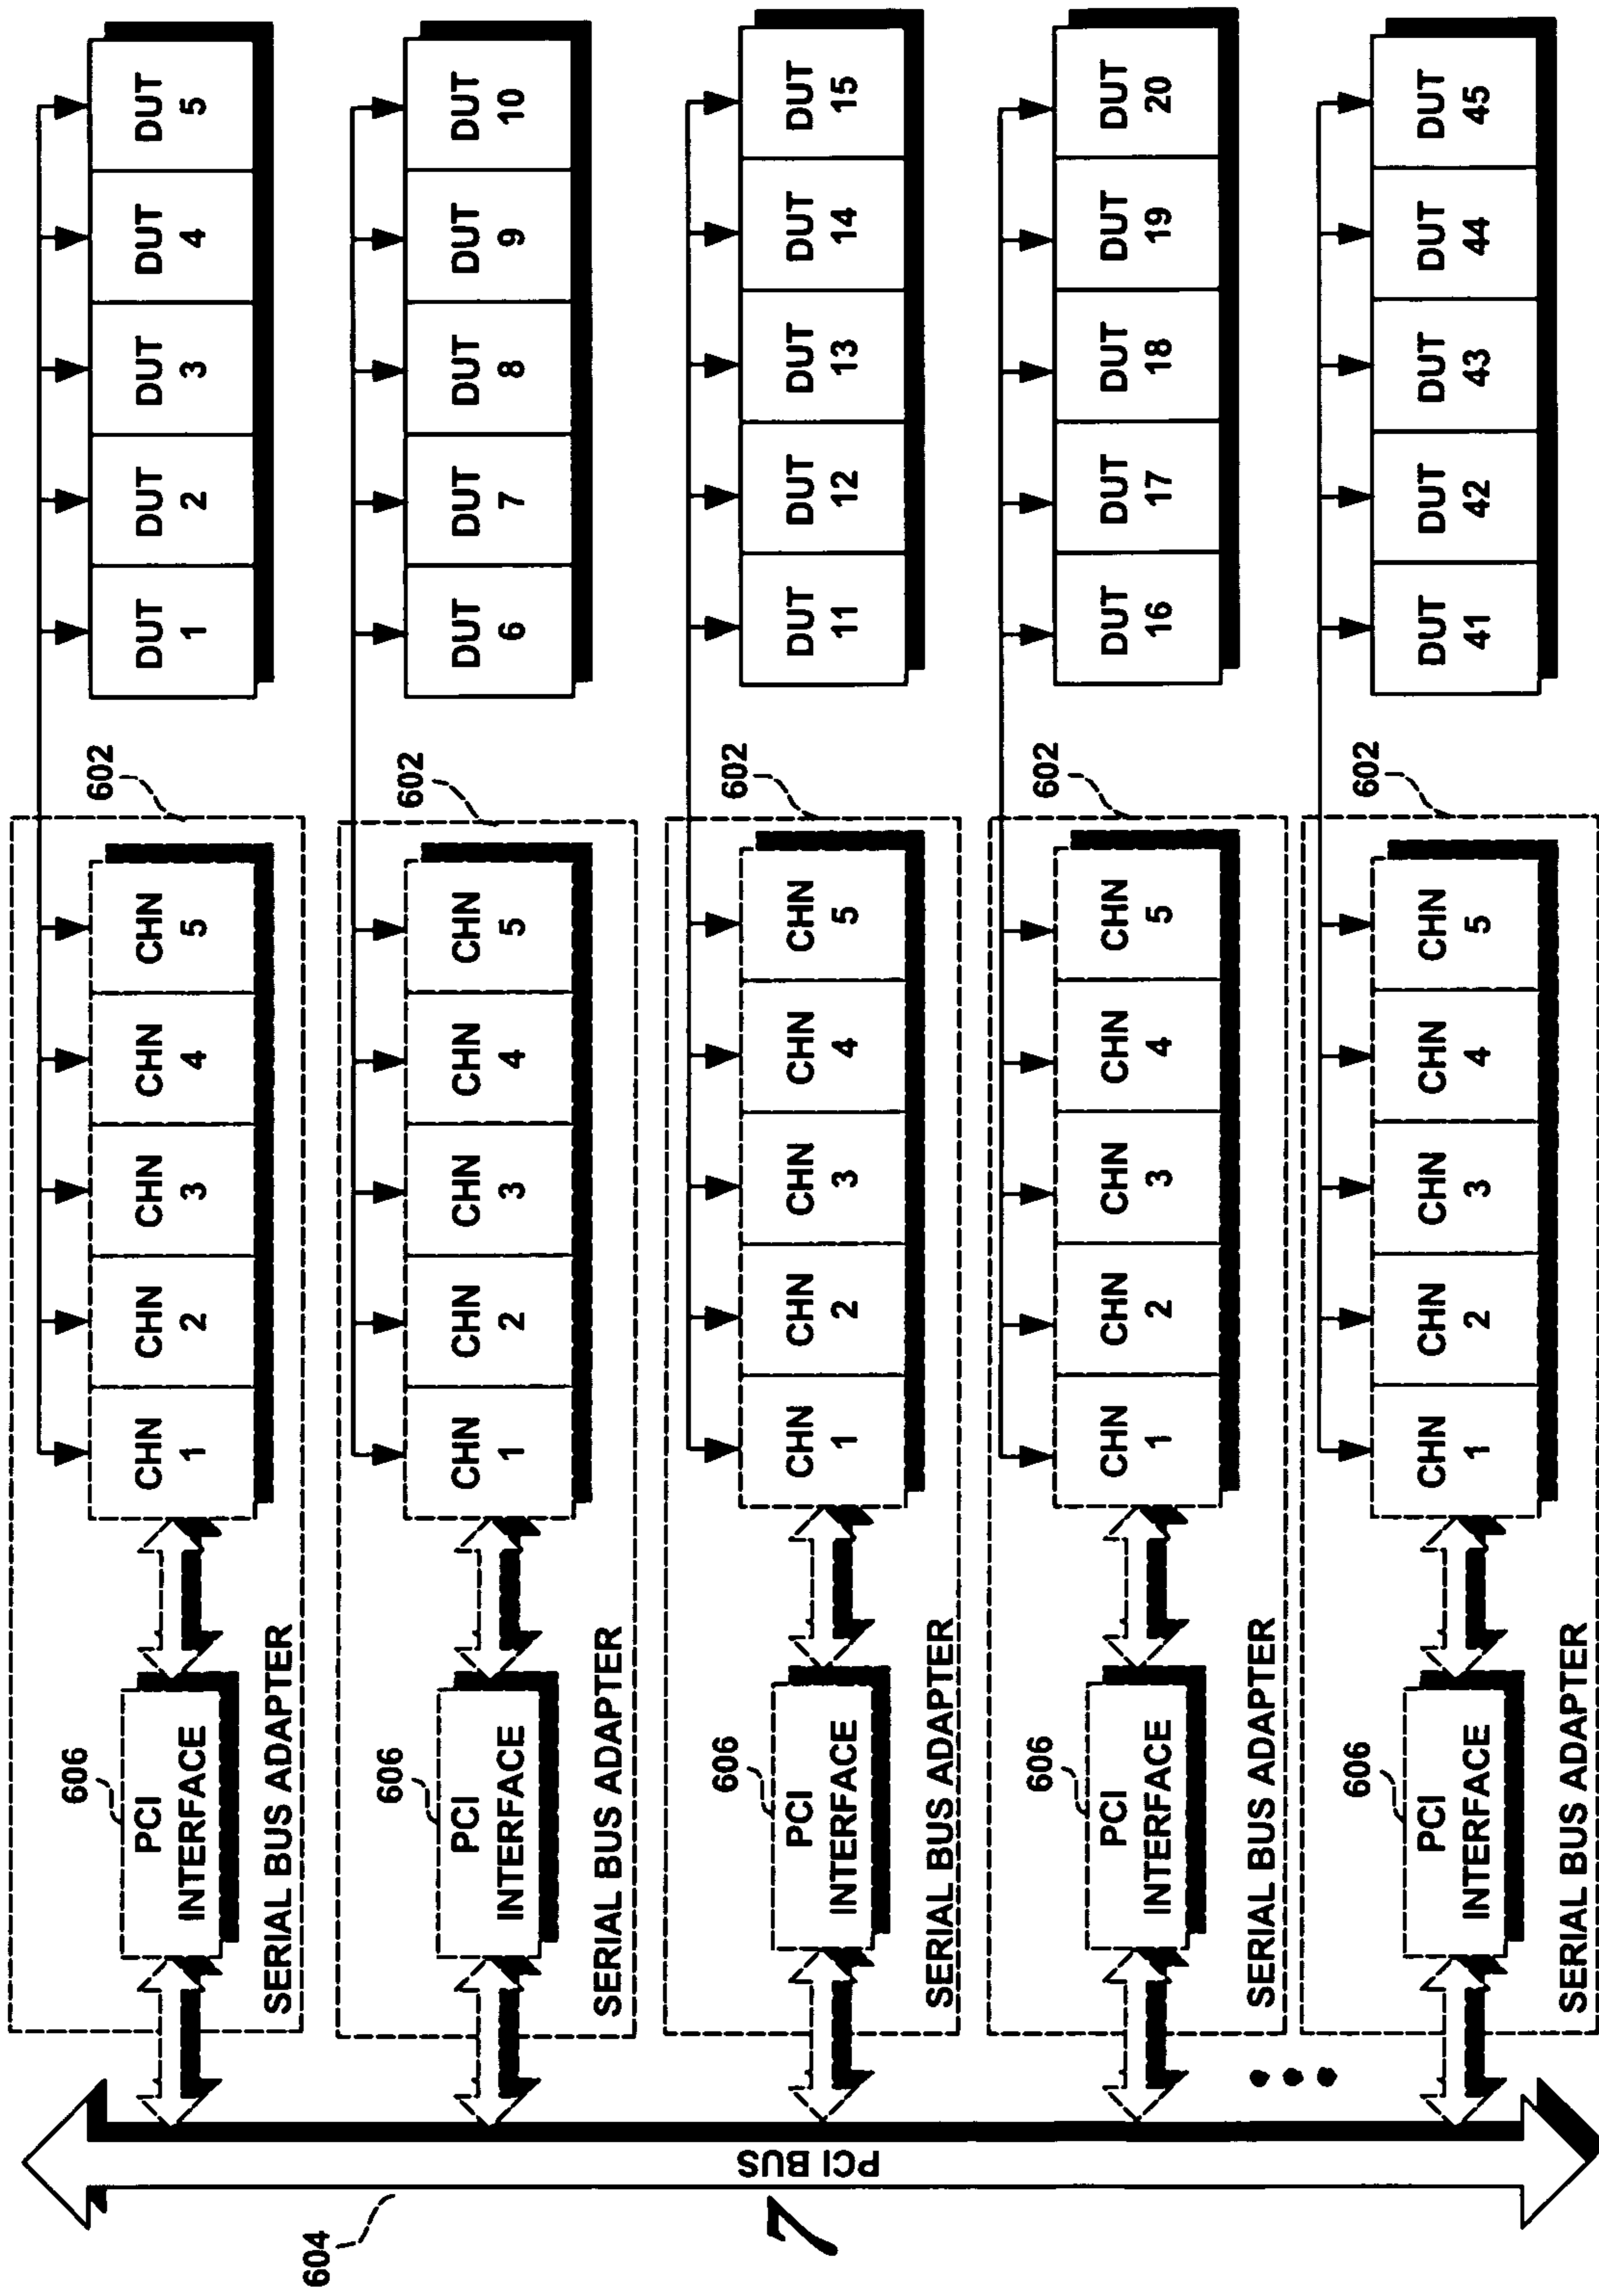 604
7
PCI BUS
602
606
PCI
INTERFACE
SERIAL BUS ADAPTER
CHN
1
CHN
2
CHN
3
CHN
4
CHN
5
DUT
1
DUT
2
DUT
3
DUT
4
DUT
5
602
606
PCI
INTERFACE
SERIAL BUS ADAPTER
CHN
1
CHN
2
CHN
3
CHN
4
CHN
5
DUT
6
DUT
7
DUT
8
DUT
9
DUT
10
602
606
PCI
INTERFACE
SERIAL BUS ADAPTER
CHN
1
CHN
2
CHN
3
CHN
4
CHN
5
DUT
11
DUT
12
DUT
13
DUT
14
DUT
15
602
606
PCI
INTERFACE
SERIAL BUS ADAPTER
CHN
1
CHN
2
CHN
3
CHN
4
CHN
5
DUT
16
DUT
17
DUT
18
DUT
19
DUT
20
602
606
PCI
INTERFACE
SERIAL BUS ADAPTER
CHN
1
CHN
2
CHN
3
CHN
4
CHN
5
DUT
41
DUT
42
DUT
43
DUT
44
DUT
45